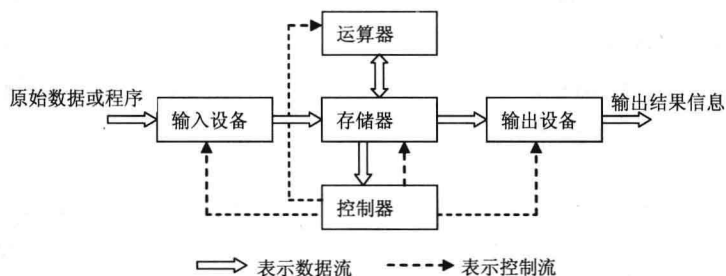 运算器
原始数据或程序
输入设备
存储器
输出设备
输出结果信息
控制器
表示数据流
表示控制流